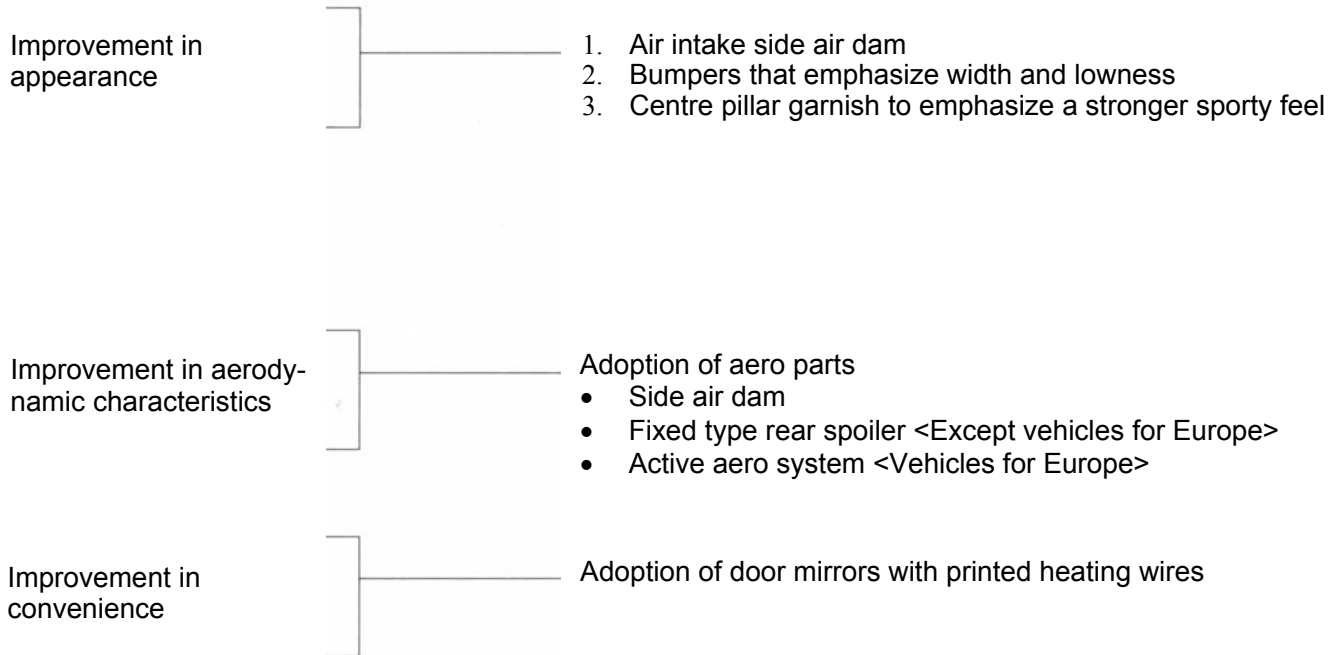 Improvement in
appearance
1. Air intake side air dam
2. Bumpers that emphasize width and lowness
3. Centre pillar garnish to emphasize a stronger sporty feel
Improvement in aerody-
namic characteristics
Adoption of aero parts
• Side air dam
• Fixed type rear spoiler <Except vehicles for Europe>
• Active aero system <Vehicles for Europe>
Improvement in
convenience
Adoption of door mirrors with printed heating wires